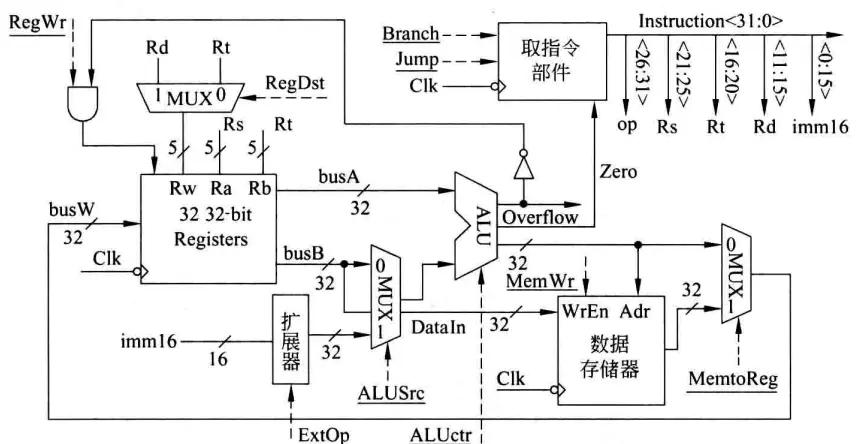 RegWr
Rd
Rt
1 MUX 0
RegDst
Rs
Rt
5
5
5
Rw Ra Rb
32 32-bit
Registers
busW
32
Clk
busA
32
busB
32
imm16
16
扩展器
32
ExtOp
0
MUX
1
ALUSrc
ALU
ALUctr
Overflow
Zero
32
DataIn
32
MemWr
WrEn Adr
数据
存储器
Clk
32
0
MUX
1
MemtoReg
Branch
Jump
Clk
取指令
部件
Instruction<31:0>
<26:31>
<21:25>
<16:20>
<11:15>
<0:15>
op
Rs
Rt
Rd
imm16